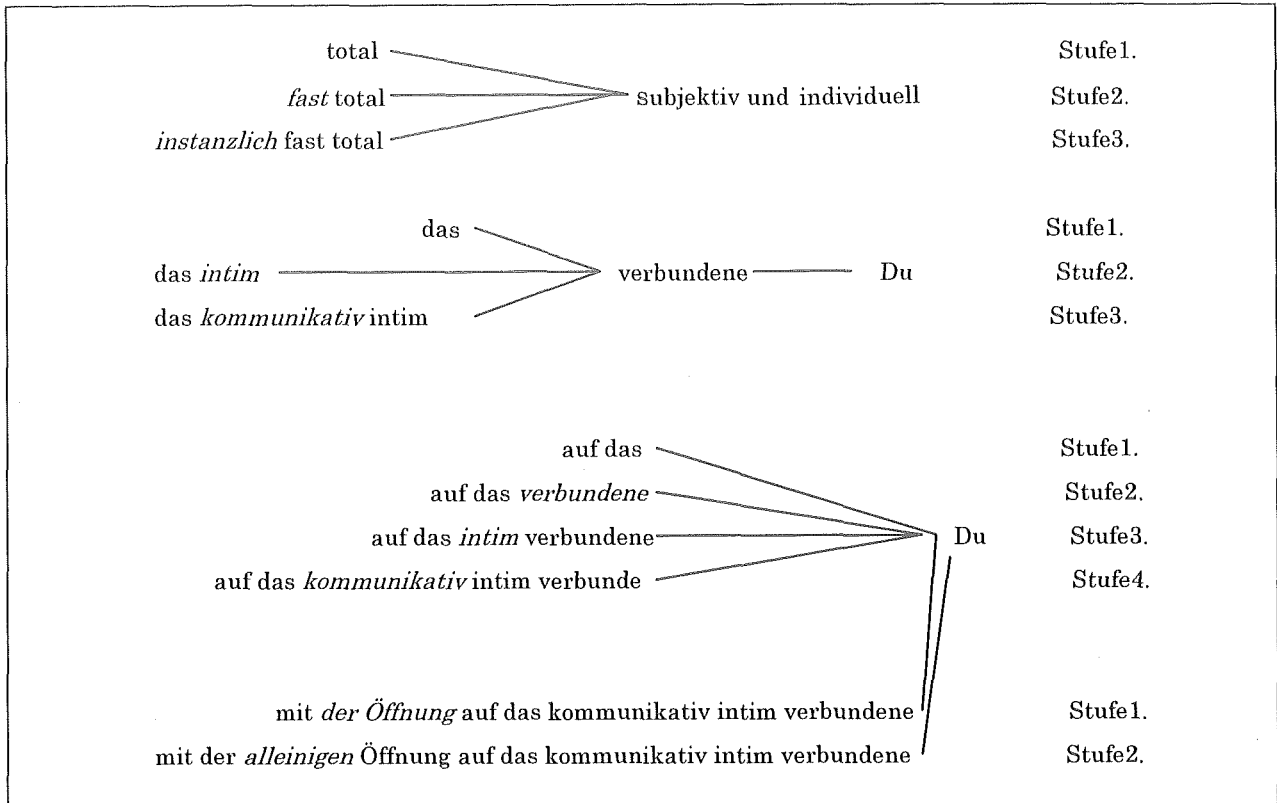 total Stufe1.
fast total subjektiv und individuell Stufe2.
instanzlich fast total Stufe3.
das Stufe1.
das intim verbundene Du Stufe2.
das kommunikativ intim Stufe3.
auf das Stufe1.
auf das verbundene Stufe2.
auf das intim verbundene Du Stufe3.
auf das kommunikativ intim verbunde Stufe4.
mit der Öffnung auf das kommunikativ intim verbundene Stufe1.
mit der alleinigen Öffnung auf das kommunikativ intim verbundene Stufe2.